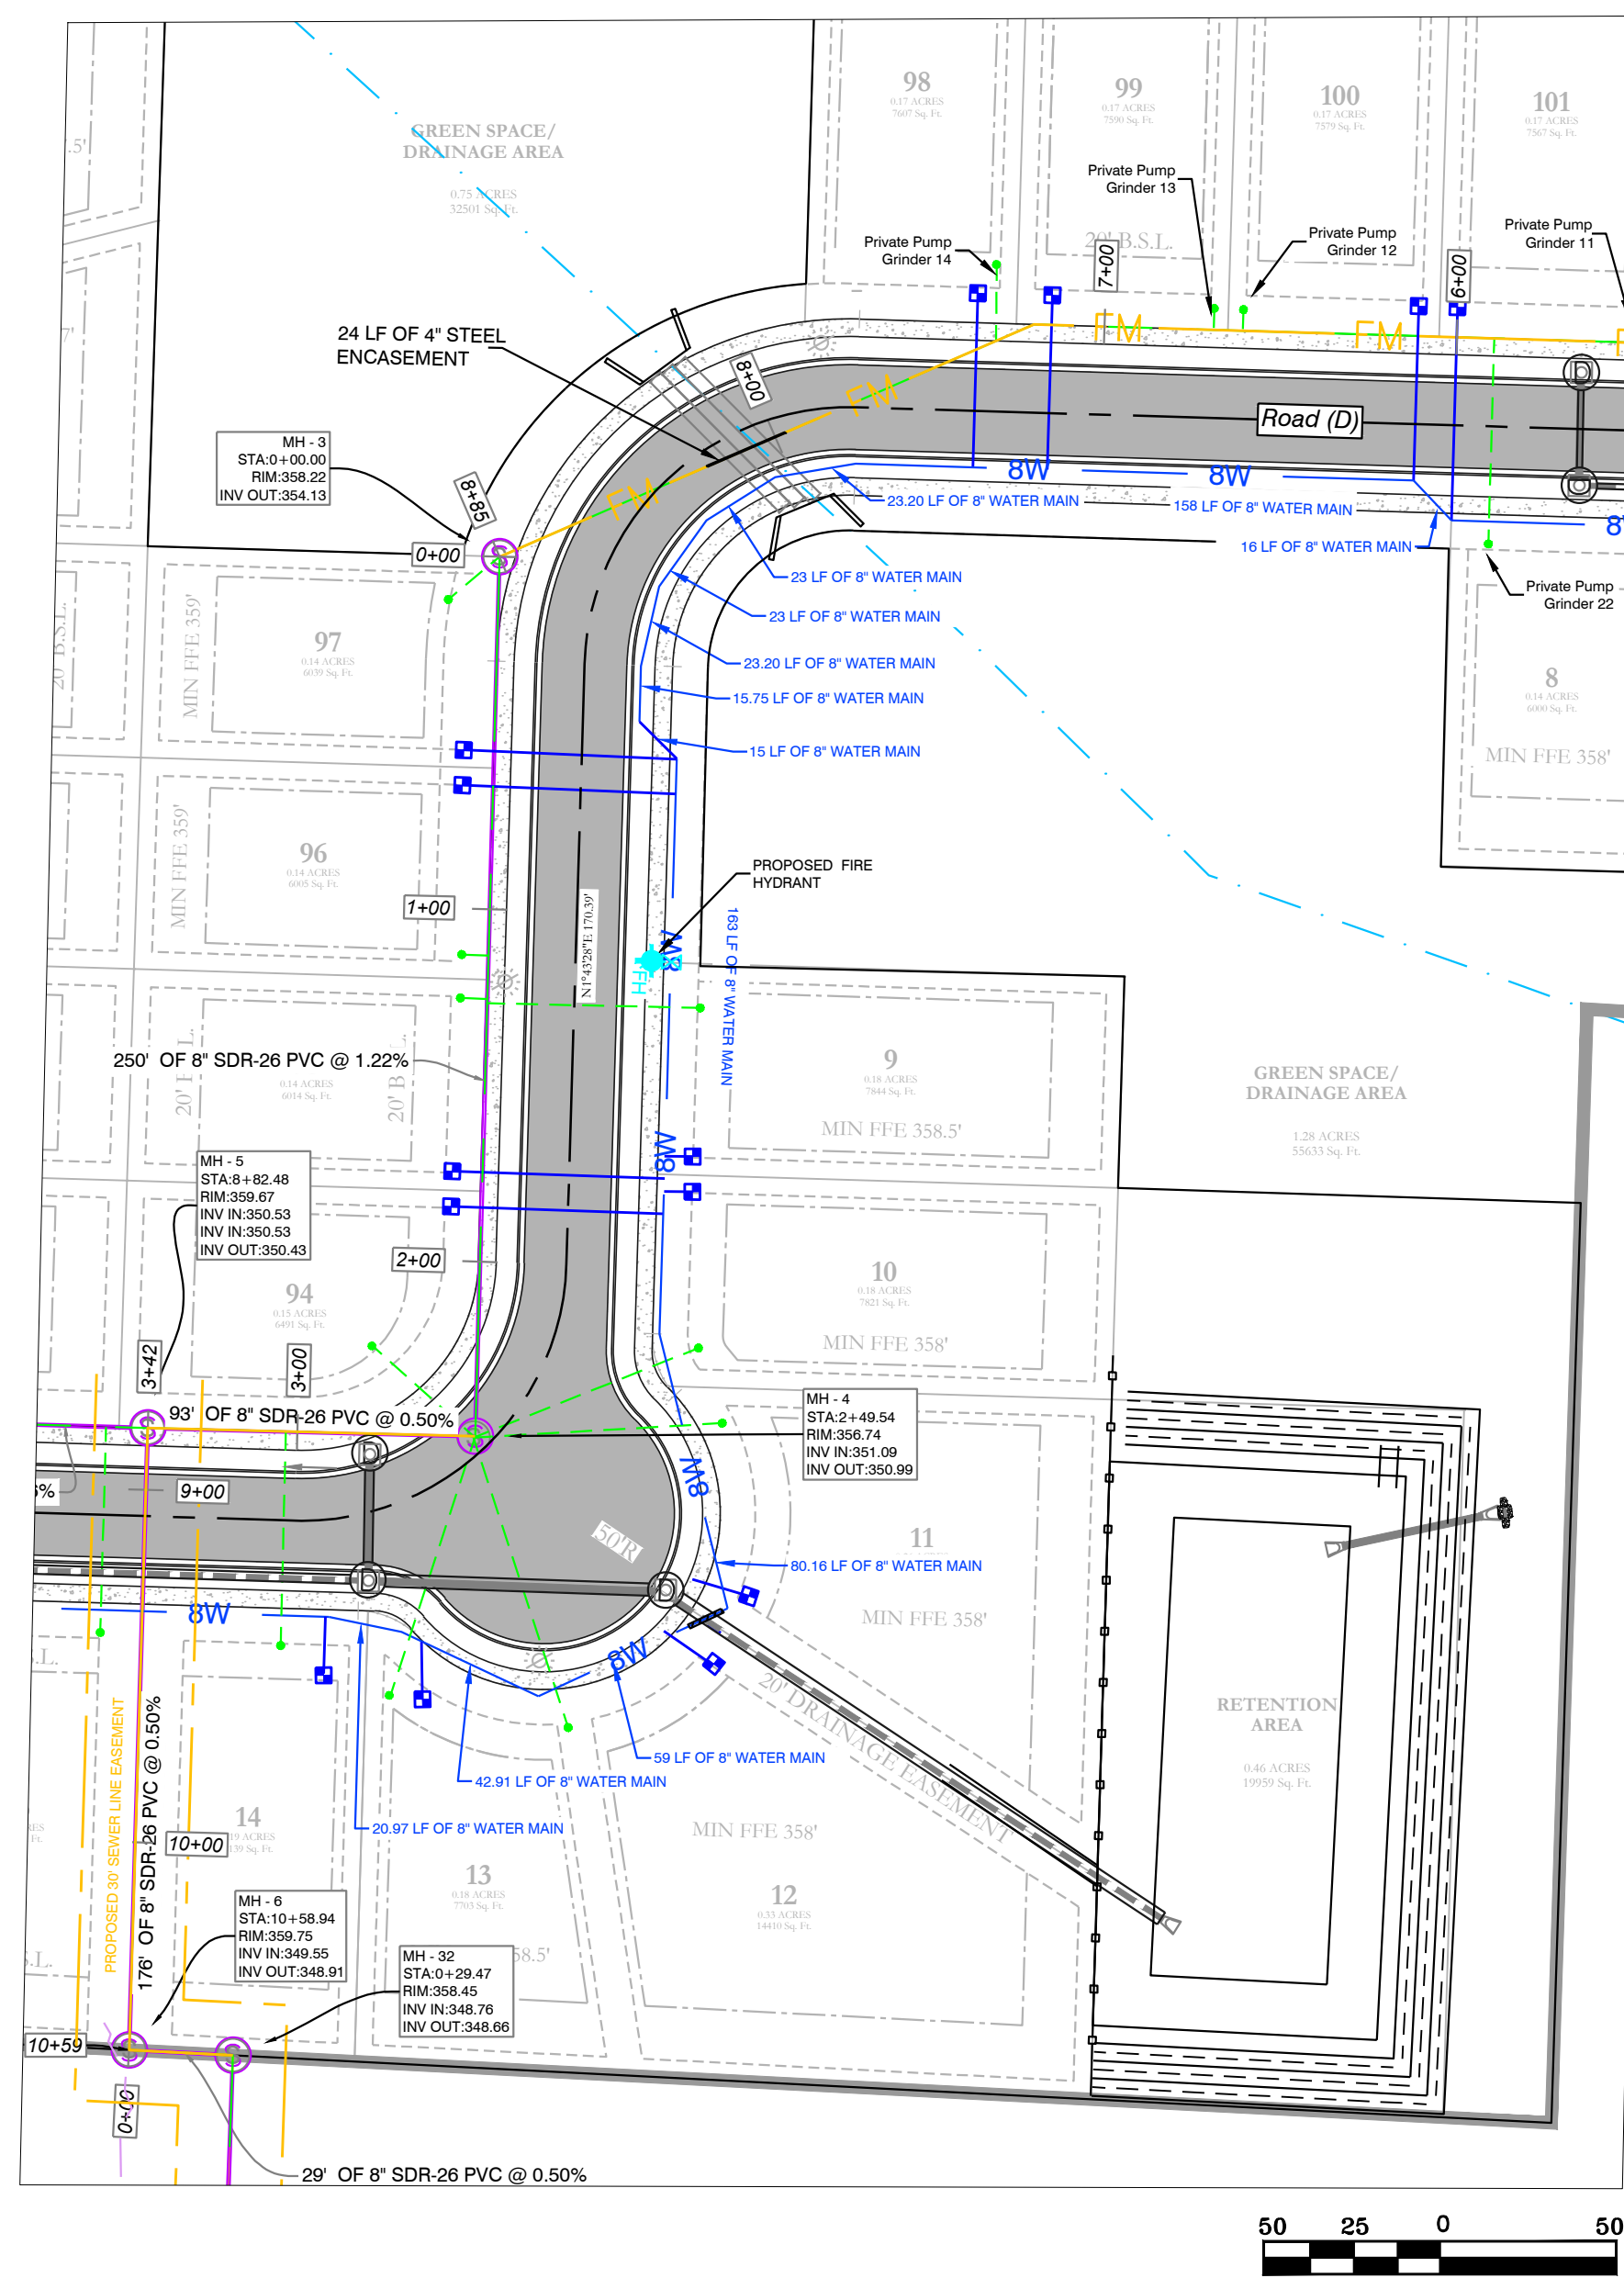 98
0.17 ACRES
7607 Sq. Ft.
99
0.17 ACRES
7590 Sq. Ft.
100
0.17 ACRES
7579 Sq. Ft.
101
0.17 ACRES
7567 Sq. Ft.
GREEN SPACE/
DRAINAGE AREA
0.75 ACRES
32501 Sq. Ft.
.5'
Private Pump
Grinder 13
Private Pump
Grinder 14
20' B.S.L.
7+00
Private Pump
Grinder 12
Private Pump
Grinder 11
6+00
7'
24 LF OF 4" STEEL
ENCASEMENT
8+00
FM
FM
FM
FM
Road (D)
MH - 3
STA:0+00.00
RIM:358.22
INV OUT:354.13
8+85
0+00
S
D
D
8W
8W
23.20 LF OF 8" WATER MAIN
158 LF OF 8" WATER MAIN
16 LF OF 8" WATER MAIN
23 LF OF 8" WATER MAIN
23 LF OF 8" WATER MAIN
23.20 LF OF 8" WATER MAIN
15.75 LF OF 8" WATER MAIN
15 LF OF 8" WATER MAIN
Private Pump
Grinder 22
20' B.S.L.
MIN FFE 359'
97
0.14 ACRES
6039 Sq. Ft.
8
0.14 ACRES
6000 Sq. Ft.
MIN FFE 358'
MIN FFE 359'
96
0.14 ACRES
6005 Sq. Ft.
PROPOSED FIRE
HYDRANT
1+00
N1°43'28"E 170.39'
8W
FH
163 LF OF 8" WATER MAIN
250' OF 8" SDR-26 PVC @ 1.22%
0.14 ACRES
6014 Sq. Ft.
9
0.18 ACRES
7844 Sq. Ft.
MIN FFE 358.5'
GREEN SPACE/
DRAINAGE AREA
1.28 ACRES
55633 Sq. Ft.
8W
MH - 5
STA:8+82.48
RIM:359.67
INV IN:350.53
INV IN:350.53
INV OUT:350.43
2+00
94
0.15 ACRES
6491 Sq. Ft.
10
0.18 ACRES
7821 Sq. Ft.
MIN FFE 358'
3+42
3+00
93' OF 8" SDR-26 PVC @ 0.50%
S
S
D
MH - 4
STA:2+49.54
RIM:356.74
INV IN:351.09
INV OUT:350.99
9+00
8W
50'R
11
MIN FFE 358'
80.16 LF OF 8" WATER MAIN
D
D
8W
8W
20' DRAINAGE EASEMENT
59 LF OF 8" WATER MAIN
42.91 LF OF 8" WATER MAIN
20.97 LF OF 8" WATER MAIN
RETENTION
AREA
0.46 ACRES
19959 Sq. Ft.
PROPOSED 30' SEWER LINE EASEMENT
176' OF 8" SDR-26 PVC @ 0.50%
14
10+00
MIN FFE 358'
13
0.18 ACRES
7703 Sq. Ft.
12
0.33 ACRES
14410 Sq. Ft.
58.5'
MH - 6
STA:10+58.94
RIM:359.75
INV IN:349.55
INV OUT:348.91
MH - 32
STA:0+29.47
RIM:358.45
INV IN:348.76
INV OUT:348.66
10+59
S
S
0+00
29' OF 8" SDR-26 PVC @ 0.50%
50 25 0 50